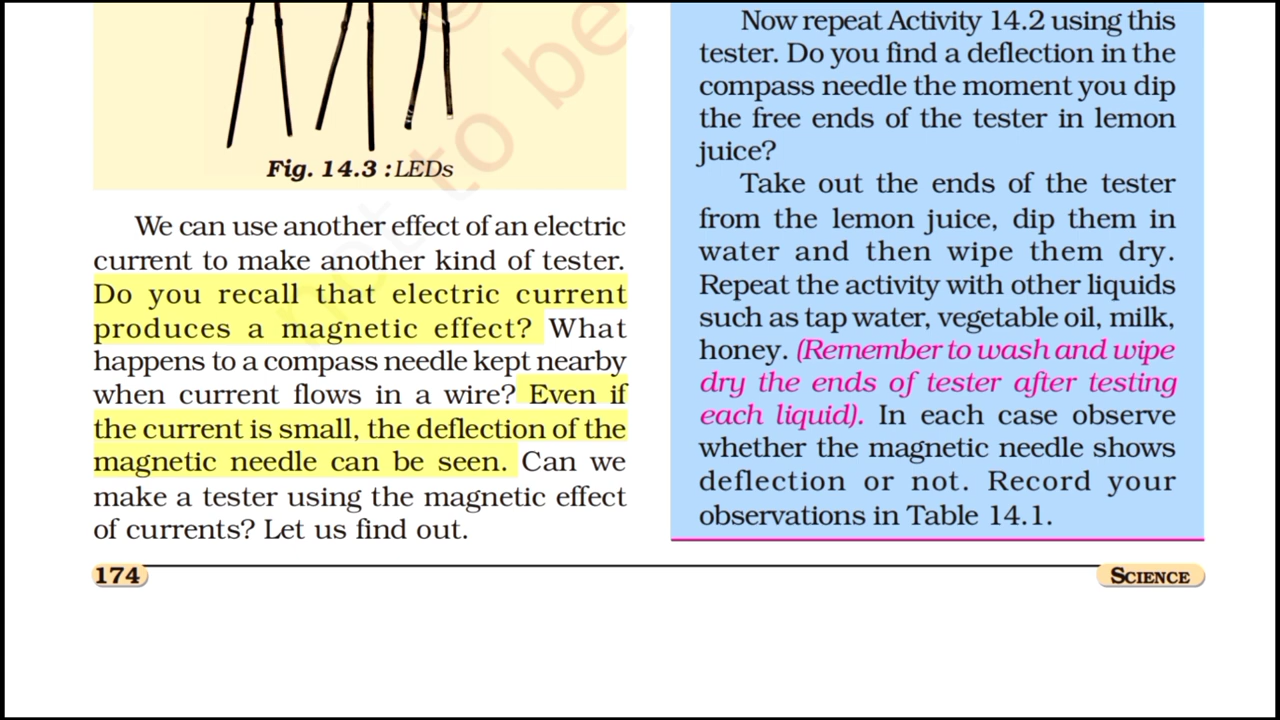 Fig. 14.3 : LEDs
We can use another effect of an electric
current to make another kind of tester.
Do you recall that electric current
produces a magnetic effect? What
happens to a compass needle kept nearby
when current flows in a wire? Even if
the current is small, the deflection of the
magnetic needle can be seen. Can we
make a tester using the magnetic effect
of currents? Let us find out.
Now repeat Activity 14.2 using this
tester. Do you find a deflection in the
compass needle the moment you dip
the free ends of the tester in lemon
juice?
Take out the ends of the tester
from the lemon juice, dip them in
water and then wipe them dry.
Repeat the activity with other liquids
such as tap water, vegetable oil, milk,
honey. (Remember to wash and wipe
dry the ends of tester after testing
each liquid). In each case observe
whether the magnetic needle shows
deflection or not. Record your
observations in Table 14.1.
174
SCIENCE
not to be